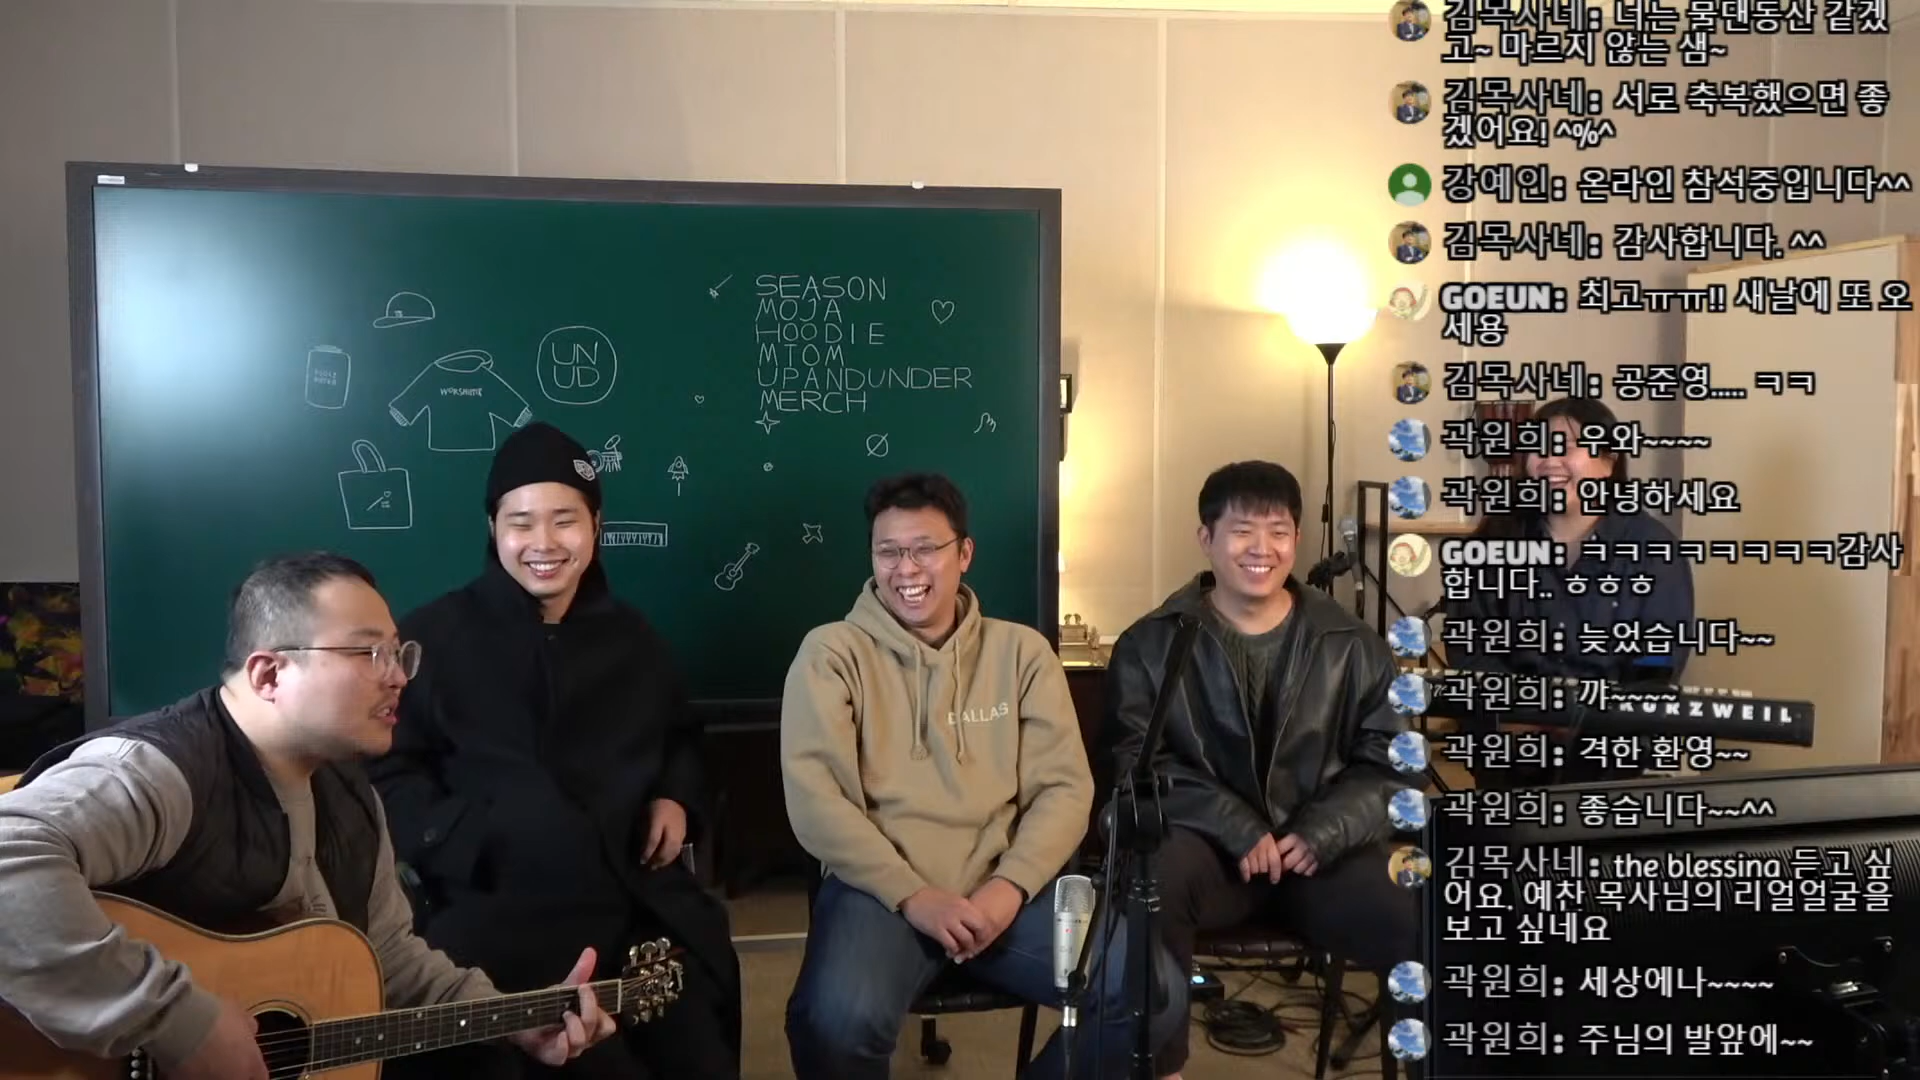 SEASON
MOJA
HOODIE
MTOM
UPANDUNDER
MERCH
UN
UD
WORSHIPER
DALLAS
KURZWEIL
김목사네: 너는 물댄동산 같겠
고~ 마르지 않는 샘~
김목사네: 서로 축복했으면 좋
겠어요! ^%^
강예인: 온라인 참석중입니다^^
김목사네: 감사합니다. ^^
GOEUN: 최고ㅠㅠ!! 새날에 또 오
세용
김목사네: 공준영..... ㅋㅋ
곽원희: 우와~~~~
곽원희: 안녕하세요
GOEUN: ㅋㅋㅋㅋㅋㅋㅋㅋ감사
합니다.. ㅎㅎㅎ
곽원희: 늦었습니다~~
곽원희: 꺄~~~~
곽원희: 격한 환영~~
곽원희: 좋습니다~~^^
김목사네: the blessing 듣고 싶
어요. 예찬 목사님의 리얼얼굴을
보고 싶네요
곽원희: 세상에나~~~~
곽원희: 주님의 발앞에~~